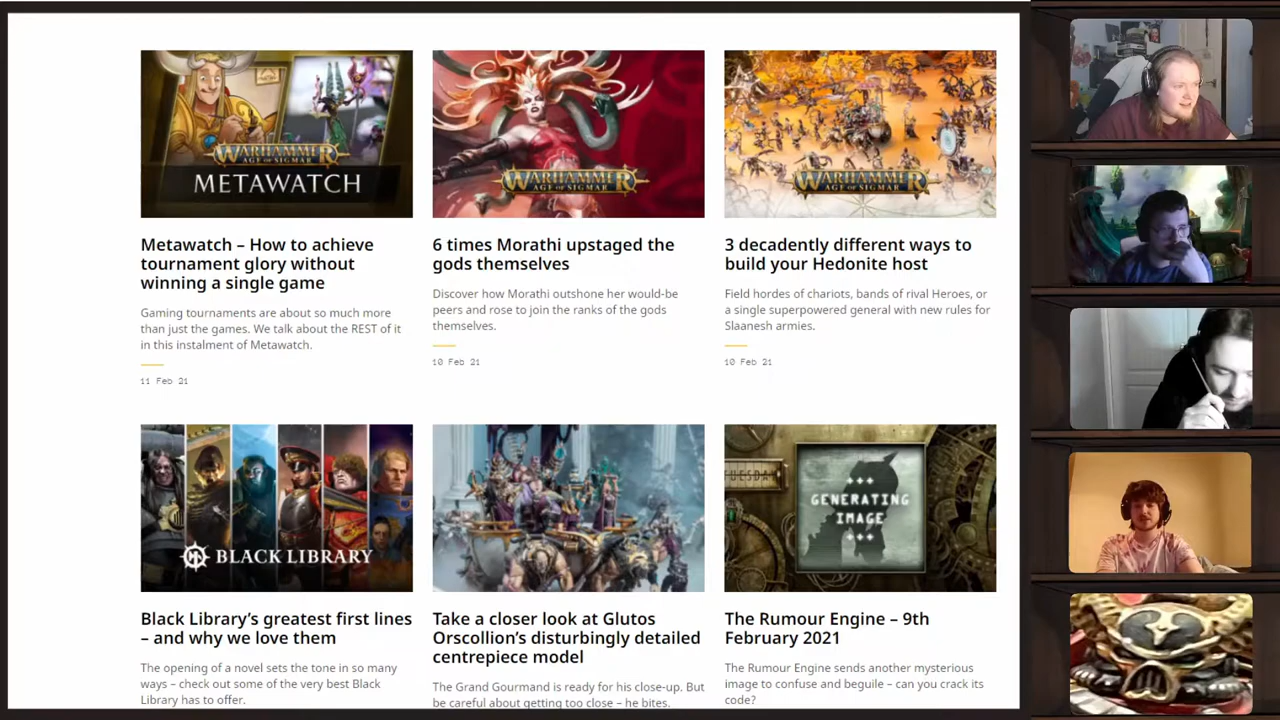 WARHAMMER
AGE OF SIGMAR
METAWATCH
WARHAMMER
AGE OF SIGMAR
WARHAMMER
AGE OF SIGMAR
Metawatch – How to achieve
tournament glory without
winning a single game
Gaming tournaments are about so much more
than just the games. We talk about the REST of it
in this instalment of Metawatch.
11 Feb 21
6 times Morathi upstaged the
gods themselves
Discover how Morathi outshone her would-be
peers and rose to join the ranks of the gods
themselves.
10 Feb 21
3 decadently different ways to
build your Hedonite host
Field hordes of chariots, bands of rival Heroes, or
a single superpowered general with new rules for
Slaanesh armies.
10 Feb 21
BLACK LIBRARY
TUESDAY
+++
GENERATING
IMAGE
+++
Black Library's greatest first lines
– and why we love them
The opening of a novel sets the tone in so many
ways – check out some of the very best Black
Library has to offer.
Take a closer look at Glutos
Orscollion's disturbingly detailed
centrepiece model
The Grand Gourmand is ready for his close-up. But
be careful about getting too close – he bites.
The Rumour Engine – 9th
February 2021
The Rumour Engine sends another mysterious
image to confuse and beguile – can you crack its
code?